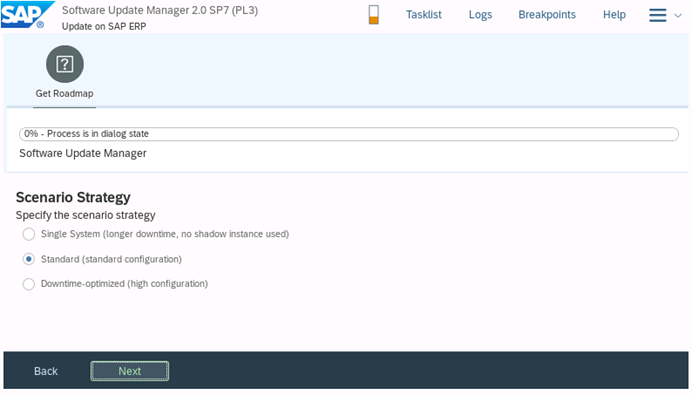 SAP®
Software Update Manager 2.0 SP7 (PL3)
Update on SAP ERP
Tasklist
Logs
Breakpoints
Help
Get Roadmap
0% - Process is in dialog state
Software Update Manager
Scenario Strategy
Specify the scenario strategy
Single System (longer downtime, no shadow instance used)
Standard (standard configuration)
Downtime-optimized (high configuration)
Back
Next